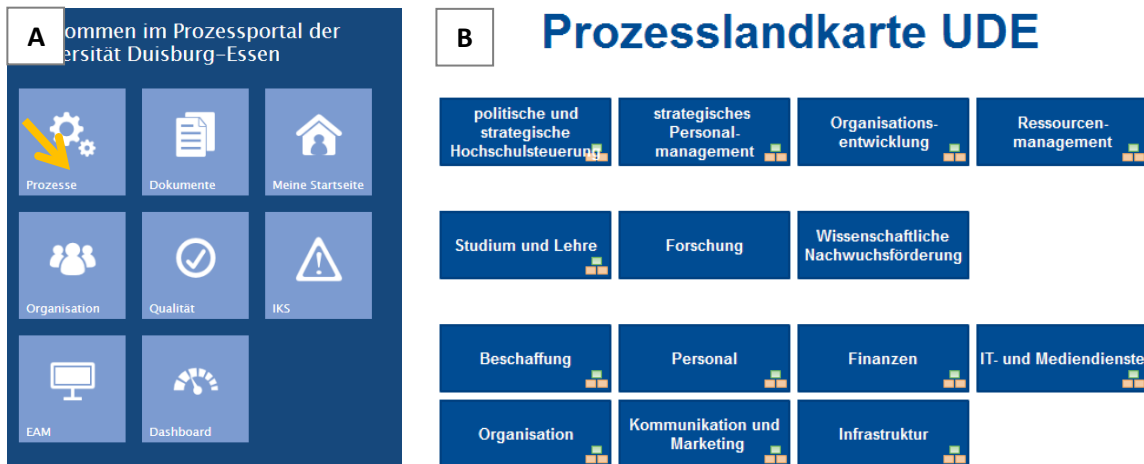 A
ommen im Prozessportal der
ersität Duisburg-Essen
Prozesse
Dokumente
Meine Startseite
Organisation
Qualität
IKS
EAM
Dashboard
B
Prozesslandkarte UDE
politische und
strategische
Hochschulsteuerung
strategisches
Personal-
management
Organisations-
entwicklung
Ressourcen-
management
Studium und Lehre
Forschung
Wissenschaftliche
Nachwuchsförderung
Beschaffung
Personal
Finanzen
IT- und Mediendienste
Organisation
Kommunikation und
Marketing
Infrastruktur